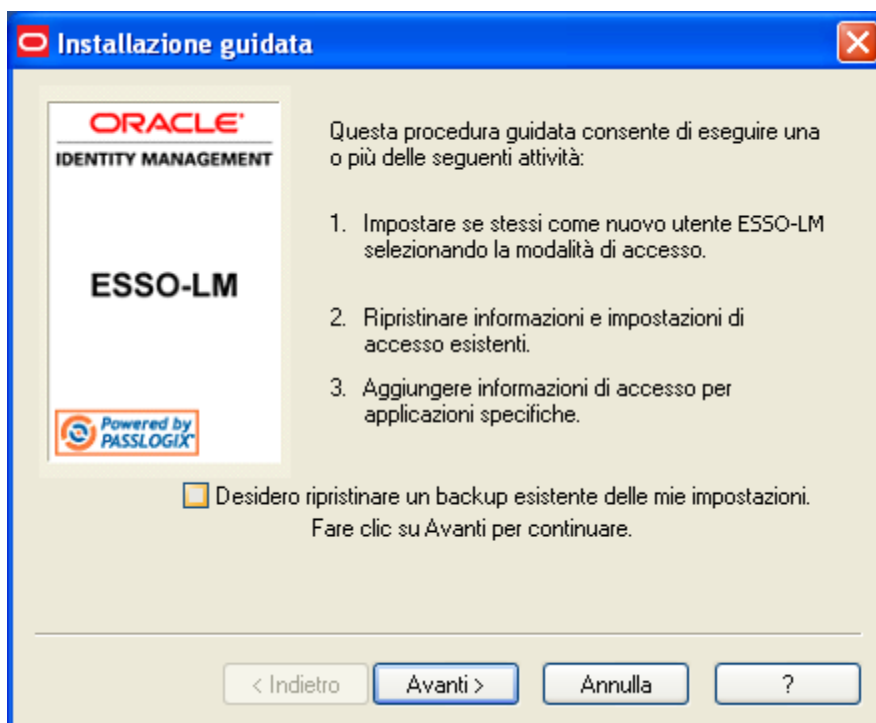 Installazione guidata
ORACLE®
IDENTITY MANAGEMENT
ESSO-LM
Powered by
PASSLOGIX®
Questa procedura guidata consente di eseguire una
o più delle seguenti attività:
1. Impostare se stessi come nuovo utente ESSO-LM
selezionando la modalità di accesso.
2. Ripristinare informazioni e impostazioni di
accesso esistenti.
3. Aggiungere informazioni di accesso per
applicazioni specifiche.
Desidero ripristinare un backup esistente delle mie impostazioni.
Fare clic su Avanti per continuare.
< Indietro
Avanti >
Annulla
?